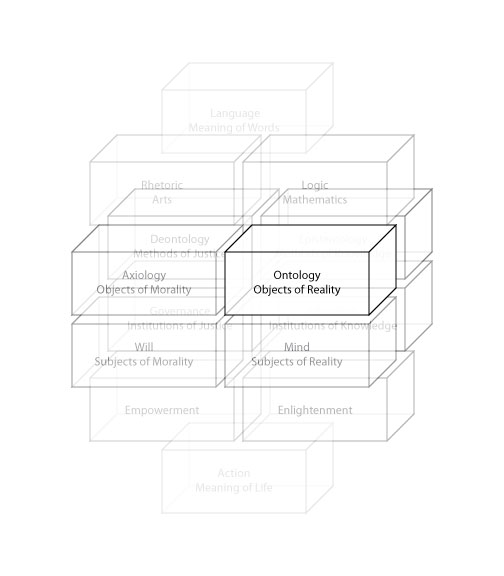 Language
Meaning of Words
Rhetoric
Arts
Logic
Mathematics
Deontology
Methods of Justice
Axiology
Objects of Morality
Ontology
Objects of Reality
Governance
Institutions of Justice
Institutions of Knowledge
Will
Subjects of Morality
Mind
Subjects of Reality
Empowerment
Enlightenment
Action
Meaning of Life